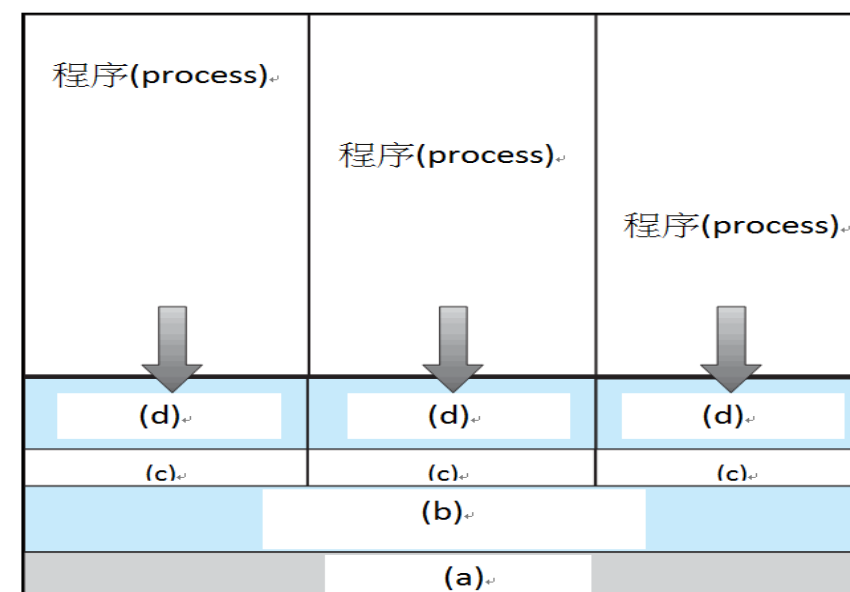 程序(process)
程序(process)
程序(process)
(d)
(d)
(d)
(c)
(c)
(c)
(b)
(a)